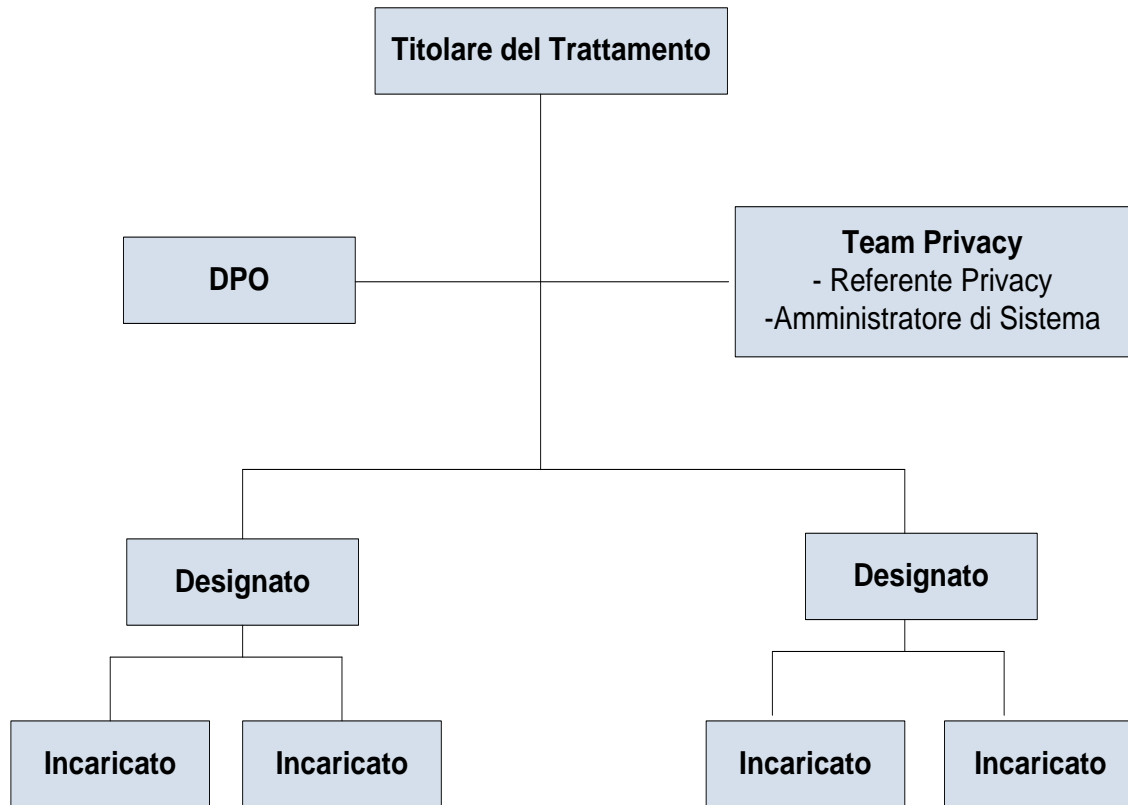 Titolare del Trattamento
DPO
Team Privacy
- Referente Privacy
-Amministratore di Sistema
Designato
Designato
Incaricato
Incaricato
Incaricato
Incaricato